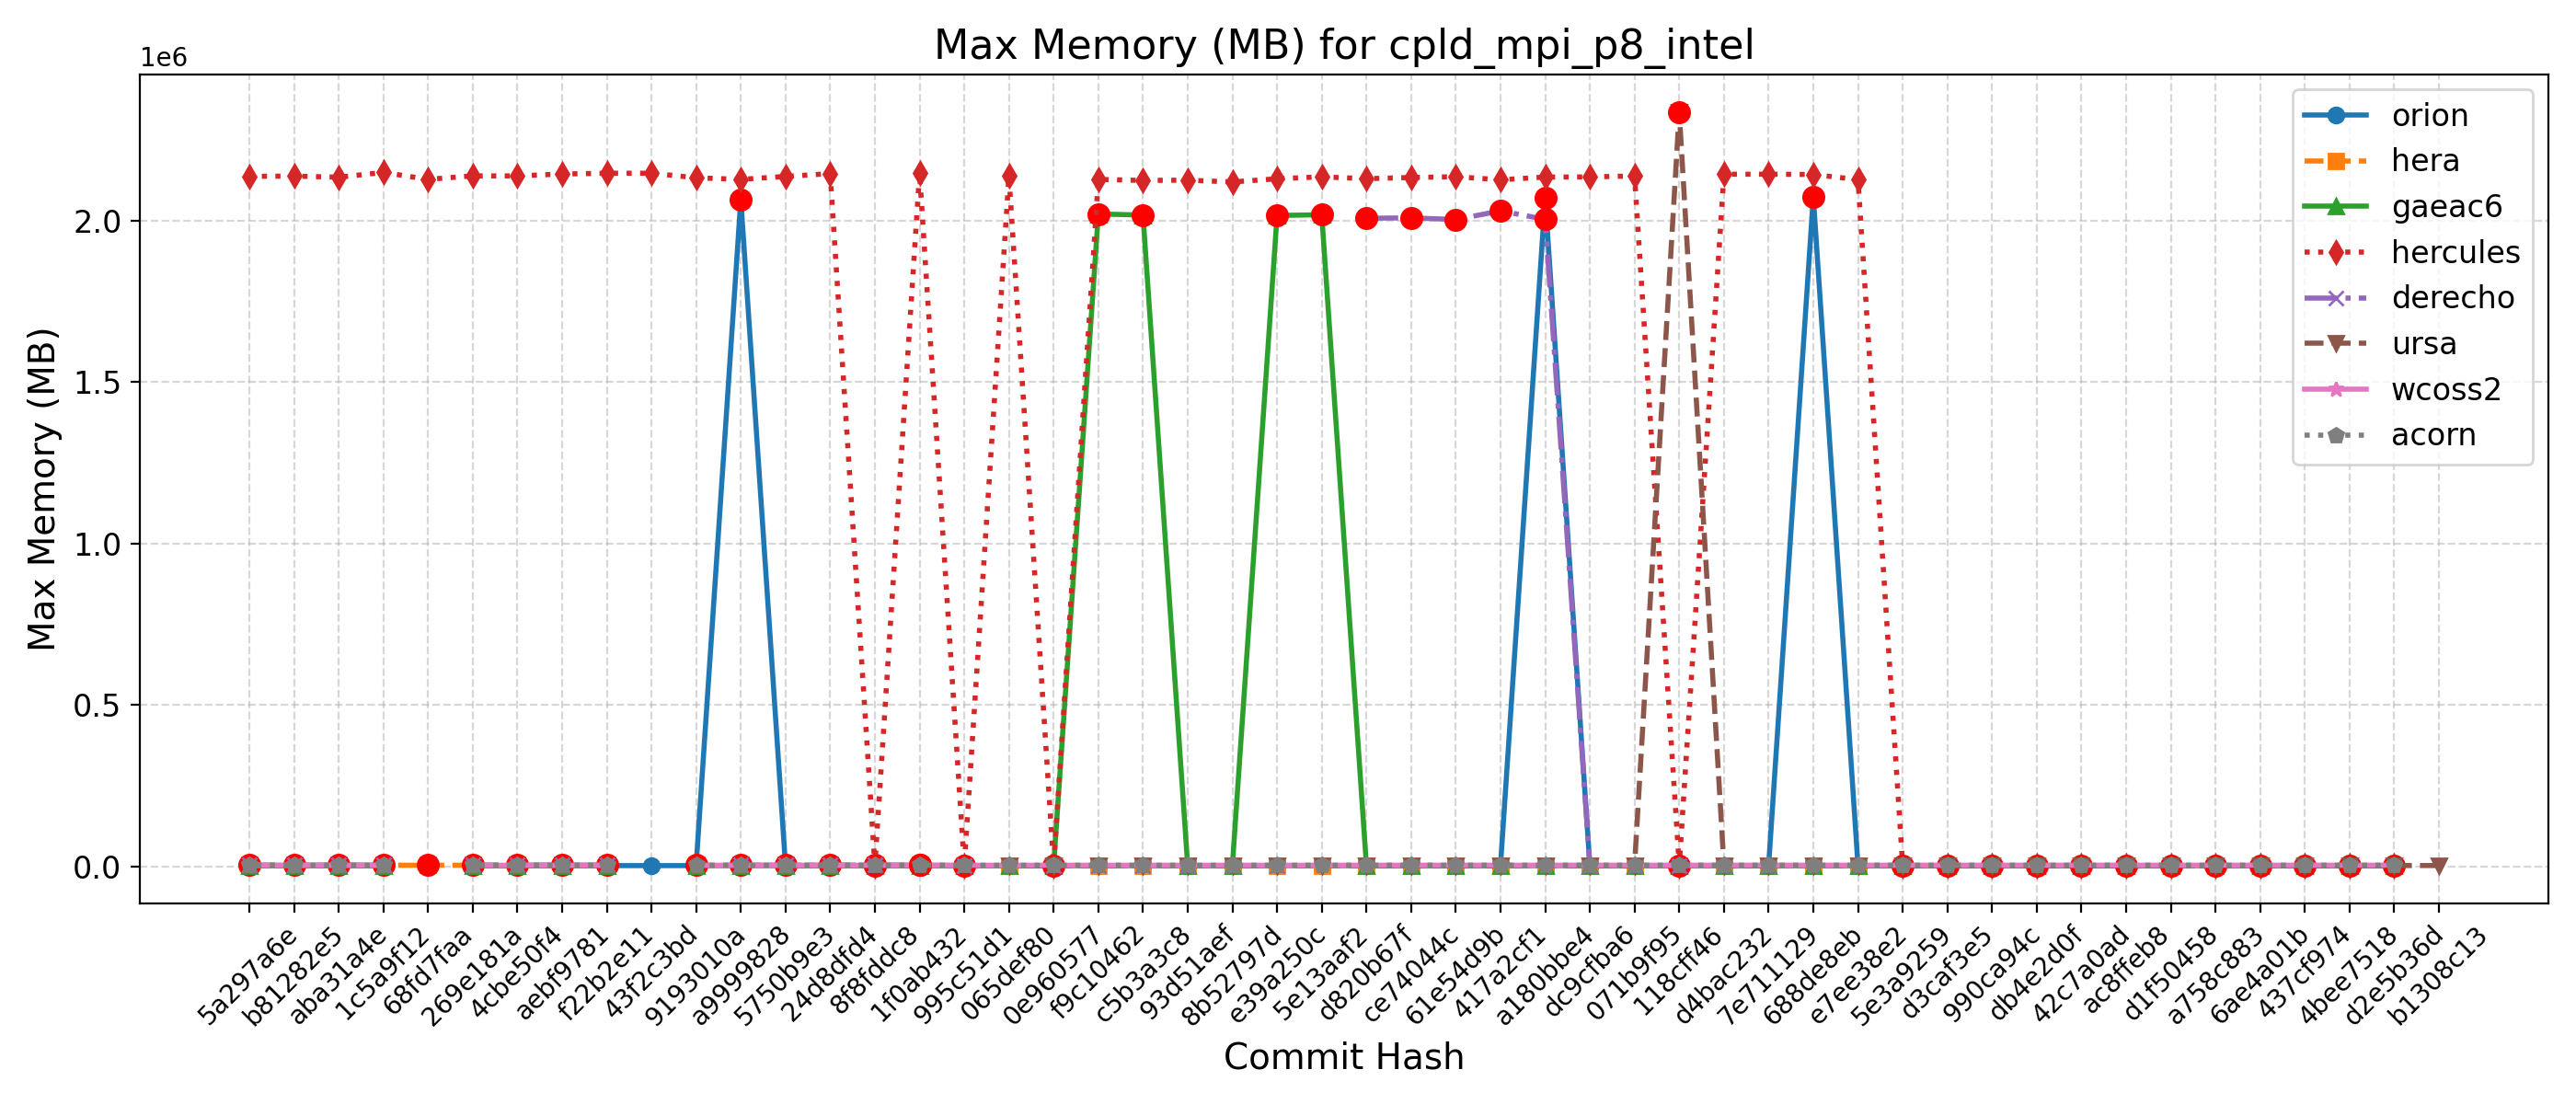 Max Memory (MB) for cpld_mpi_p8_intel
1e6
Max Memory (MB)
2.0
1.5
1.0
0.5
0.0
orion
hera
gaeac6
hercules
derecho
ursa
wcoss2
acorn
5a297a6e
b81282e5
aba31a4e
1c5a9f12
68fd7faa
269e181a
4cbe50f4
aebf9781
f22b2e11
43f2c3bd
9193010a
a9999828
5750b9e3
24d8dfd4
8f8fddc8
1f0ab432
995c51d1
065def80
0e960577
f9c10462
c5b3a3c8
93d51aef
8b52797d
e39a250c
5e13aaf2
d820b67f
ce74044c
61e54d9b
417a2cf1
a180bbe4
dc9cfba6
071b9f95
118cff46
d4bac232
7e711129
688de8eb
e7ee38e2
5e3a9259
d3caf3e5
990ca94c
db4e2d0f
42c7a0ad
ac8ffeb8
d1f50458
a758c883
6ae4a01b
437cf974
4bee7518
d2e5b36d
b1308c13
Commit Hash